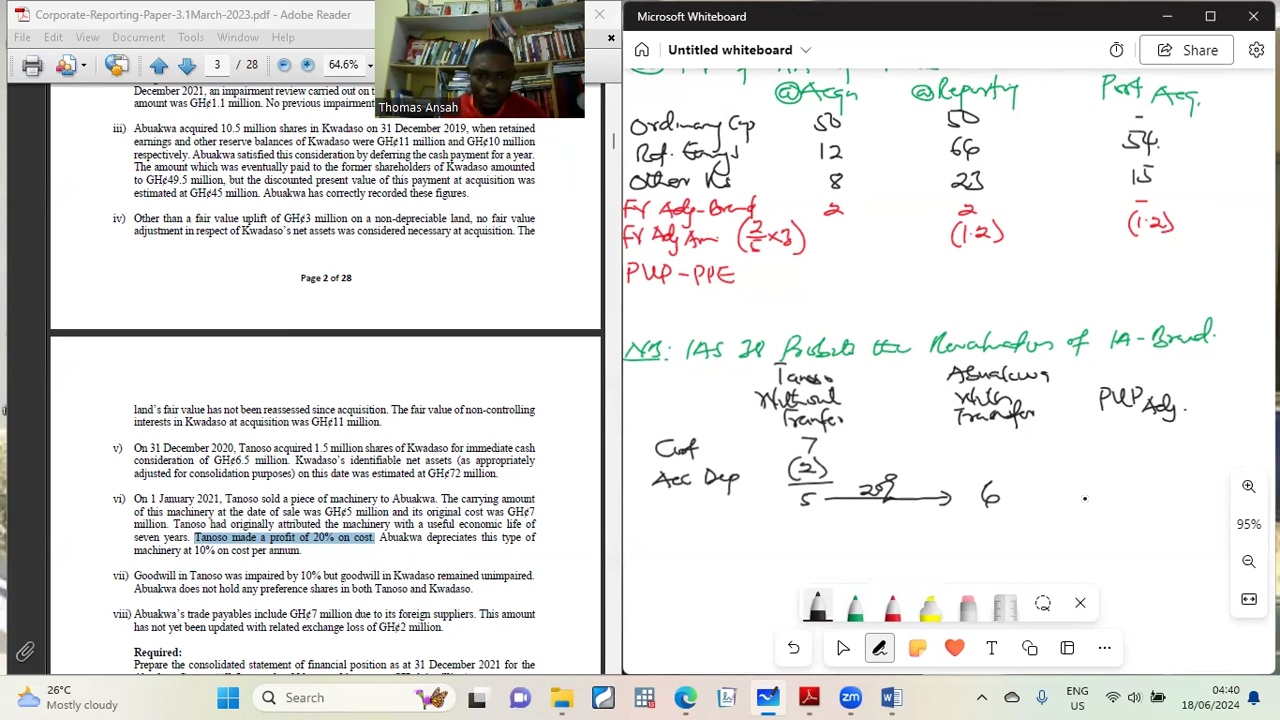 Corporate-Reporting-Paper-3.1March-2023.pdf - Adobe Reader
File Edit View Document Tools Window Help
3 / 28 64.6%
Thomas Ansah
December 2021, an impairment review carried out on t
amount was GH¢1.1 million. No previous impairment
iii) Abuakwa acquired 10.5 million shares in Kwadaso on 31 December 2019, when retained
earnings and other reserve balances of Kwadaso were GH¢11 million and GH¢10 million
respectively. Abuakwa satisfied this consideration by deferring the cash payment for a year.
The amount which was eventually paid to the former shareholders of Kwadaso amounted
to GH¢49.5 million, but the discounted present value of this payment at acquisition was
estimated at GH¢45 million. Abuakwa has correctly recorded these figures.
iv) Other than a fair value uplift of GH¢3 million on a non-depreciable land, no fair value
adjustment in respect of Kwadaso's net assets was considered necessary at acquisition. The
Page 2 of 28
land's fair value has not been reassessed since acquisition. The fair value of non-controlling
interests in Kwadaso at acquisition was GH¢11 million.
v) On 31 December 2020, Tanoso acquired 1.5 million shares of Kwadaso for immediate cash
consideration of GH¢6.5 million. Kwadaso's identifiable net assets (as appropriately
adjusted for consolidation purposes) on this date was estimated at GH¢72 million.
vi) On 1 January 2021, Tanoso sold a piece of machinery to Abuakwa. The carrying amount
of this machinery at the date of sale was GH¢5 million and its original cost was GH¢7
million. Tanoso had originally attributed the machinery with a useful economic life of
seven years. Tanoso made a profit of 20% on cost. Abuakwa depreciates this type of
machinery at 10% on cost per annum.
vii) Goodwill in Tanoso was impaired by 10% but goodwill in Kwadaso remained unimpaired.
Abuakwa does not hold any preference shares in both Tanoso and Kwadaso.
viii) Abuakwa's trade payables include GH¢7 million due to its foreign suppliers. This amount
has not yet been updated with related exchange loss of GH¢2 million.
Required:
Prepare the consolidated statement of financial position as at 31 December 2021 for the
Microsoft Whiteboard
Untitled whiteboard
Share
@Acqn @Reporting Post Acq.
Ordinary Cap 50 50 -
Ret. Earngs 12 66 54
Other Rs 8 23 15
FV Adj-Brand 2 2 -
FV Adj Am (2/5 x 3) (1.2) (1.2)
PUP-PPE
NB: IAS 38 Prohibits the Revaluation of IA-Brand.
Tanoso Abuakwa
Without With PUP Adj.
Transfer Transfer
Cost 7
Acc Dep (2)
5 20% 6
95%
26°C
Mostly cloudy
Search
ENG
US
04:40
18/06/2024